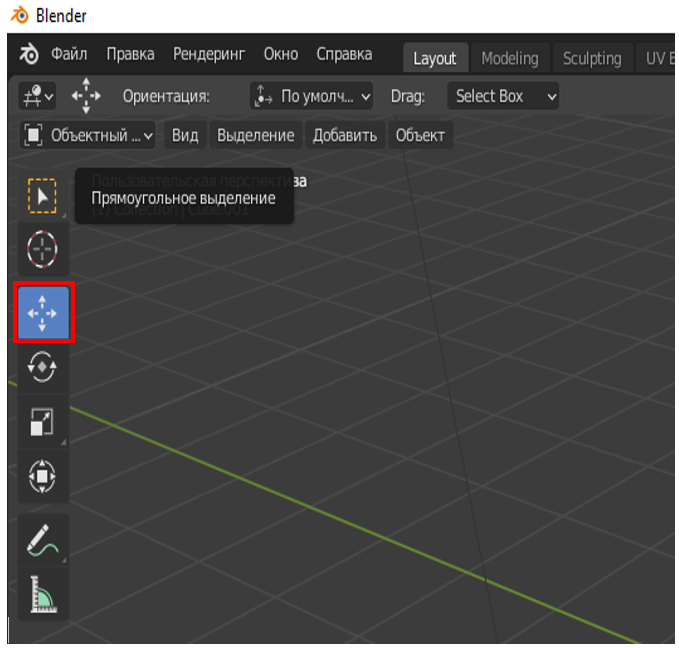 Blender
Файл Правка Рендеринг Окно Справка Layout Modeling Sculpting UV E
Ориентация: По умолч... Drag: Select Box
Объектный ... Вид Выделение Добавить Объект
Пользовательская перспектива
Прямоугольное выделение
(1) Collection | Cube.001